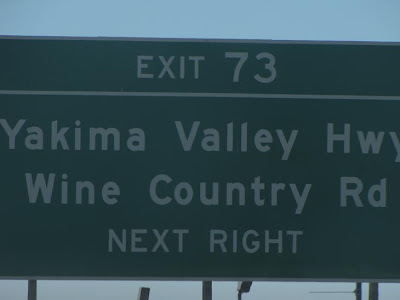 EXIT 73
Yakima Valley Hwy
Wine Country Rd
NEXT RIGHT